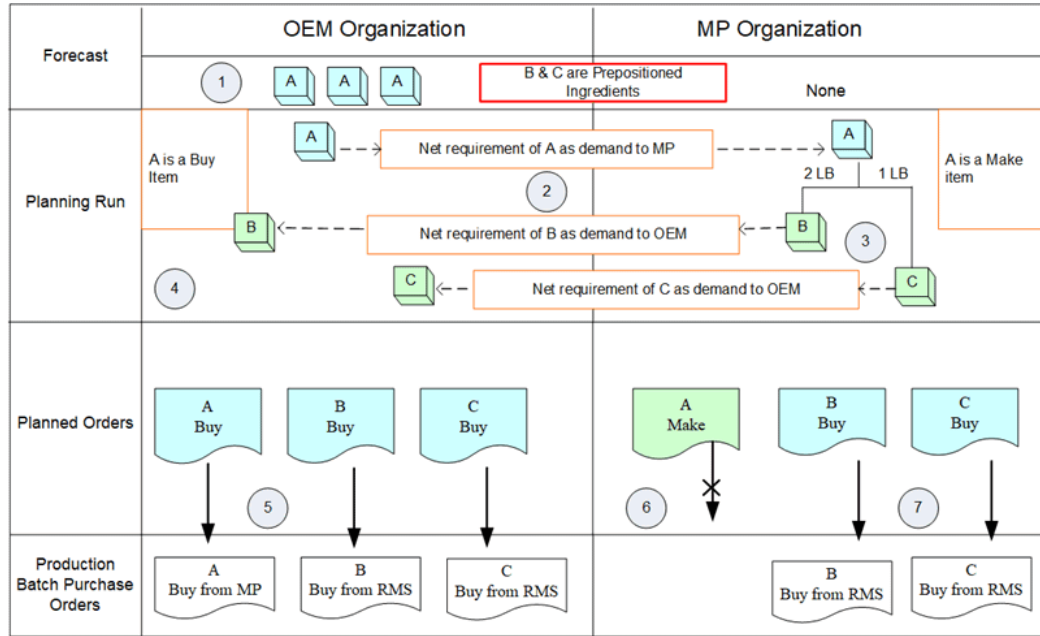 OEM Organization
MP Organization
Forecast
1
A
A
A
B & C are Prepositioned
Ingredients
None
Planning Run
A is a Buy
Item
A
Net requirement of A as demand to MP
A
A is a Make
item
2 LB
1 LB
2
B
Net requirement of B as demand to OEM
B
3
4
C
Net requirement of C as demand to OEM
C
Planned Orders
A
Buy
B
Buy
C
Buy
A
Make
B
Buy
C
Buy
5
6
7
Production
Batch Purchase
Orders
A
Buy from MP
B
Buy from RMS
C
Buy from RMS
B
Buy from RMS
C
Buy from RMS